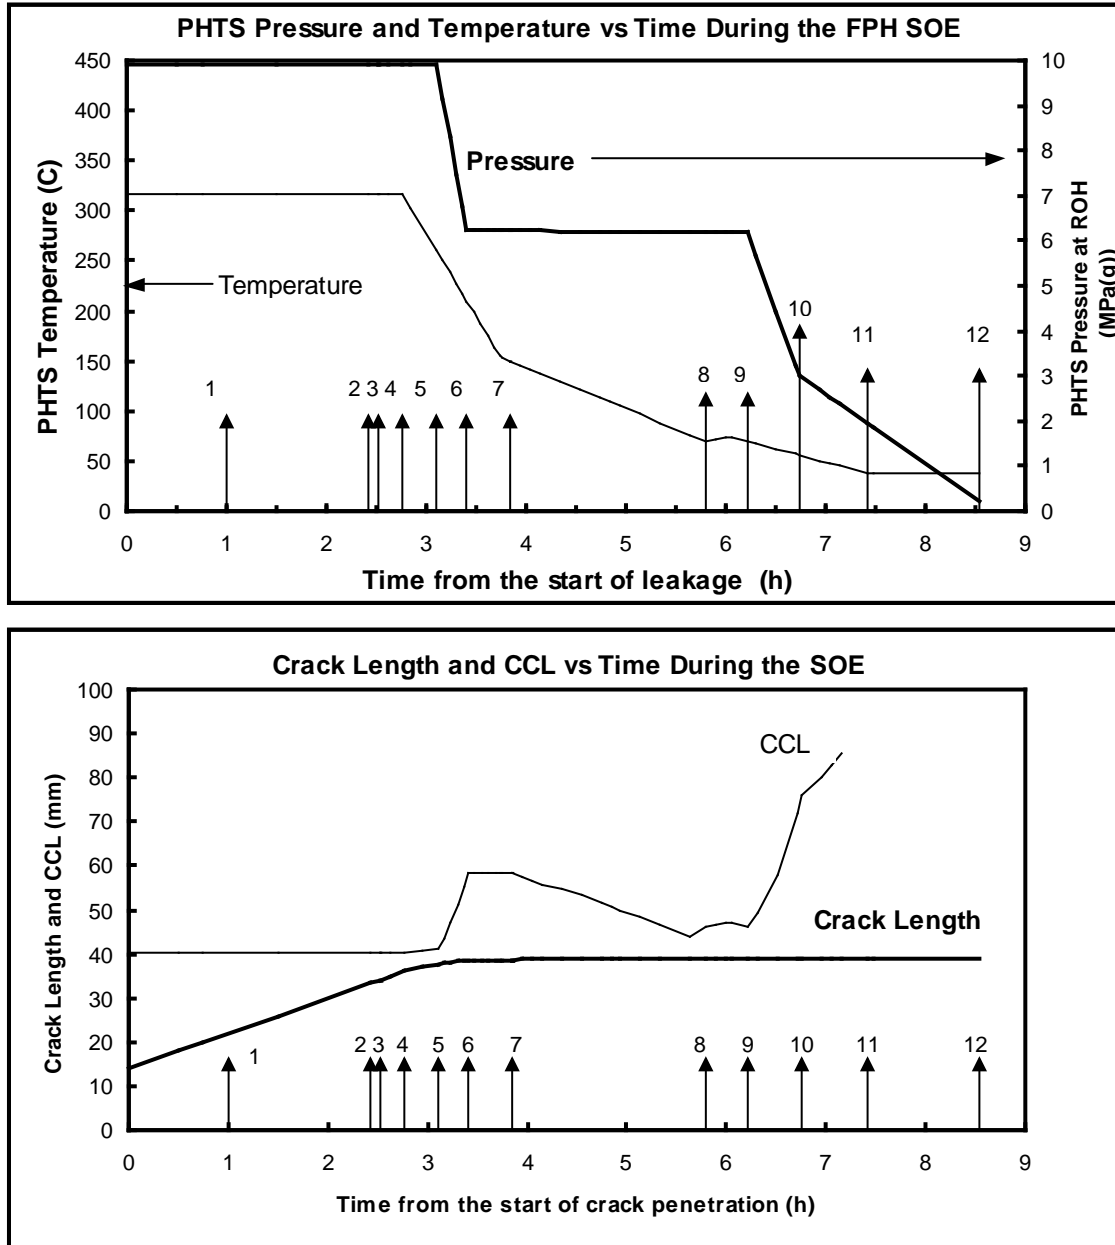 PHTS Pressure and Temperature vs Time During the FPH SOE
PHTS Temperature (C)
450
400
350
300
250
200
150
100
50
0
10
9
8
7
6
5
4
3
2
1
0
PHTS Pressure at ROH
(MPa(g))
Pressure
Temperature
1
2 3 4 5 6 7
8 9
10
11
12
0 1 2 3 4 5 6 7 8 9
Time from the start of leakage (h)
Crack Length and CCL vs Time During the SOE
Crack Length and CCL (mm)
100
90
80
70
60
50
40
30
20
10
0
CCL
Crack Length
1
2 3 4 5 6 7 8 9 10 11 12
0 1 2 3 4 5 6 7 8 9
Time from the start of crack penetration (h)